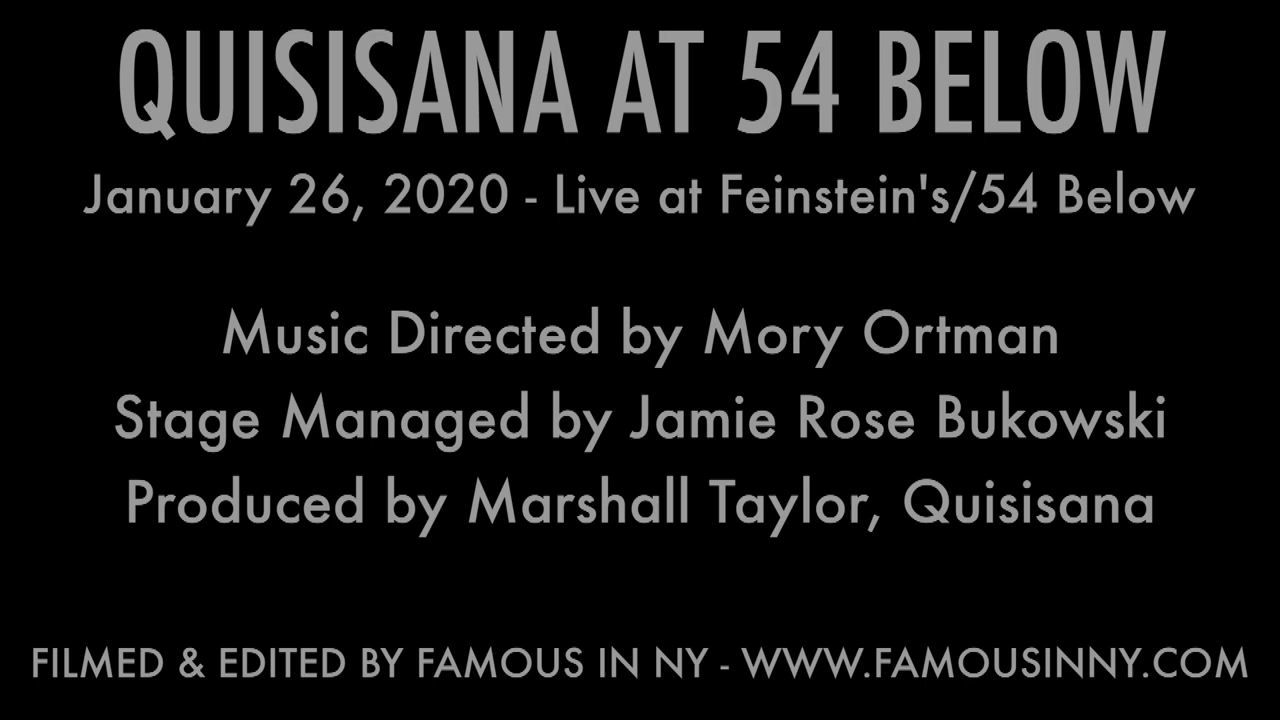 QUISISANA AT 54 BELOW
January 26, 2020 - Live at Feinstein's/54 Below
Music Directed by Mory Ortman
Stage Managed by Jamie Rose Bukowski
Produced by Marshall Taylor, Quisisana
FILMED & EDITED BY FAMOUS IN NY - WWW.FAMOUSINNY.COM